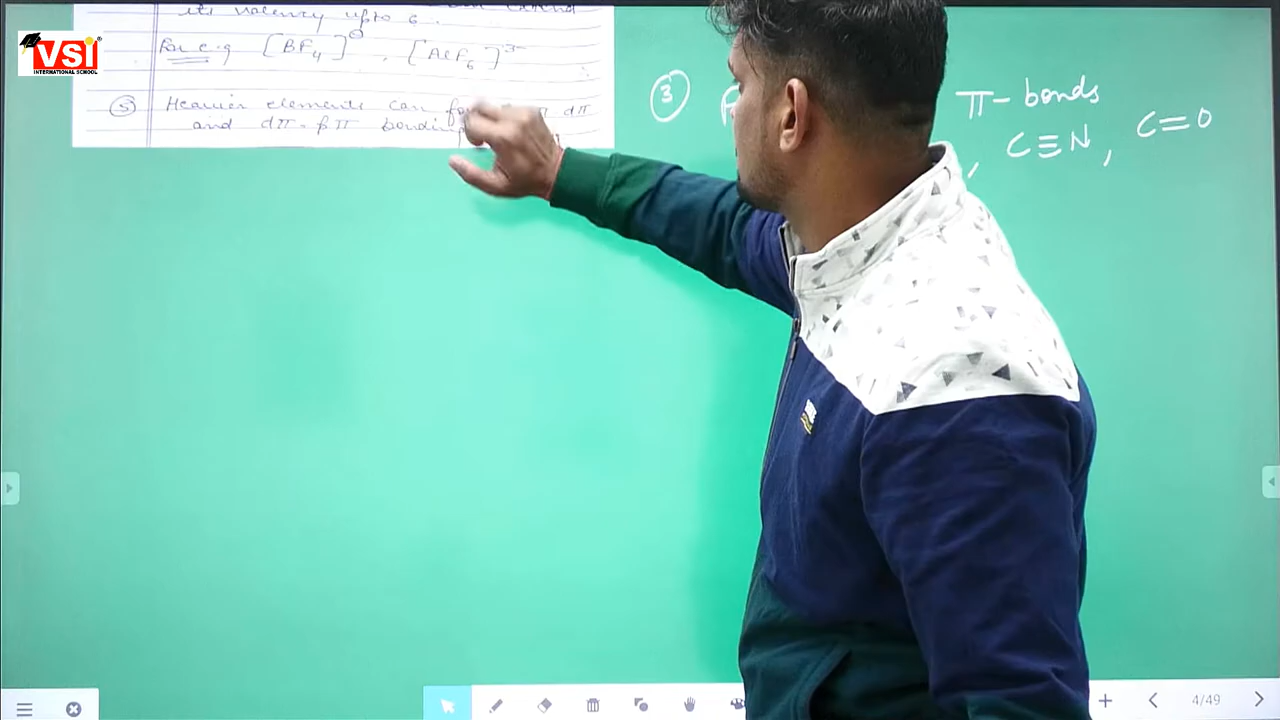 VSI
INTERNATIONAL SCHOOL
its valency upto 6.
For e.g [BF4]⊖, [AlF6]3-
(5) Heavier elements can dπ
and dπ-pπ bonding
(3) π-bonds
, C≡N, C=O
4/49